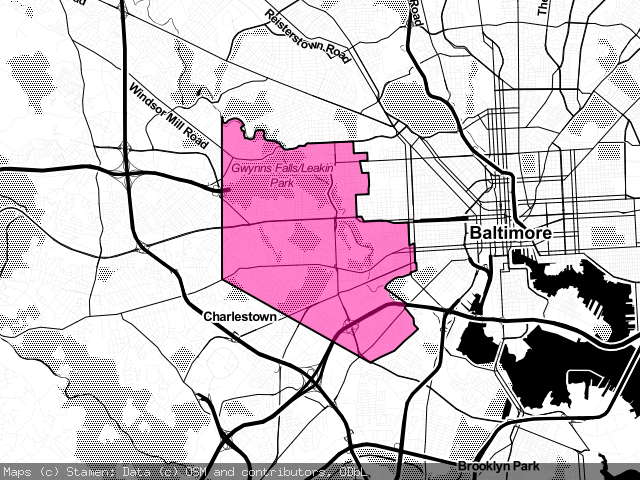 Road
The
Reisterstown Road
Windsor Mill Road
Gwynns Falls/Leakin
Park
Baltimore
Charlestown
Brooklyn Park
Maps (c) Stamen; Data (c) OSM and contributors, ODbL